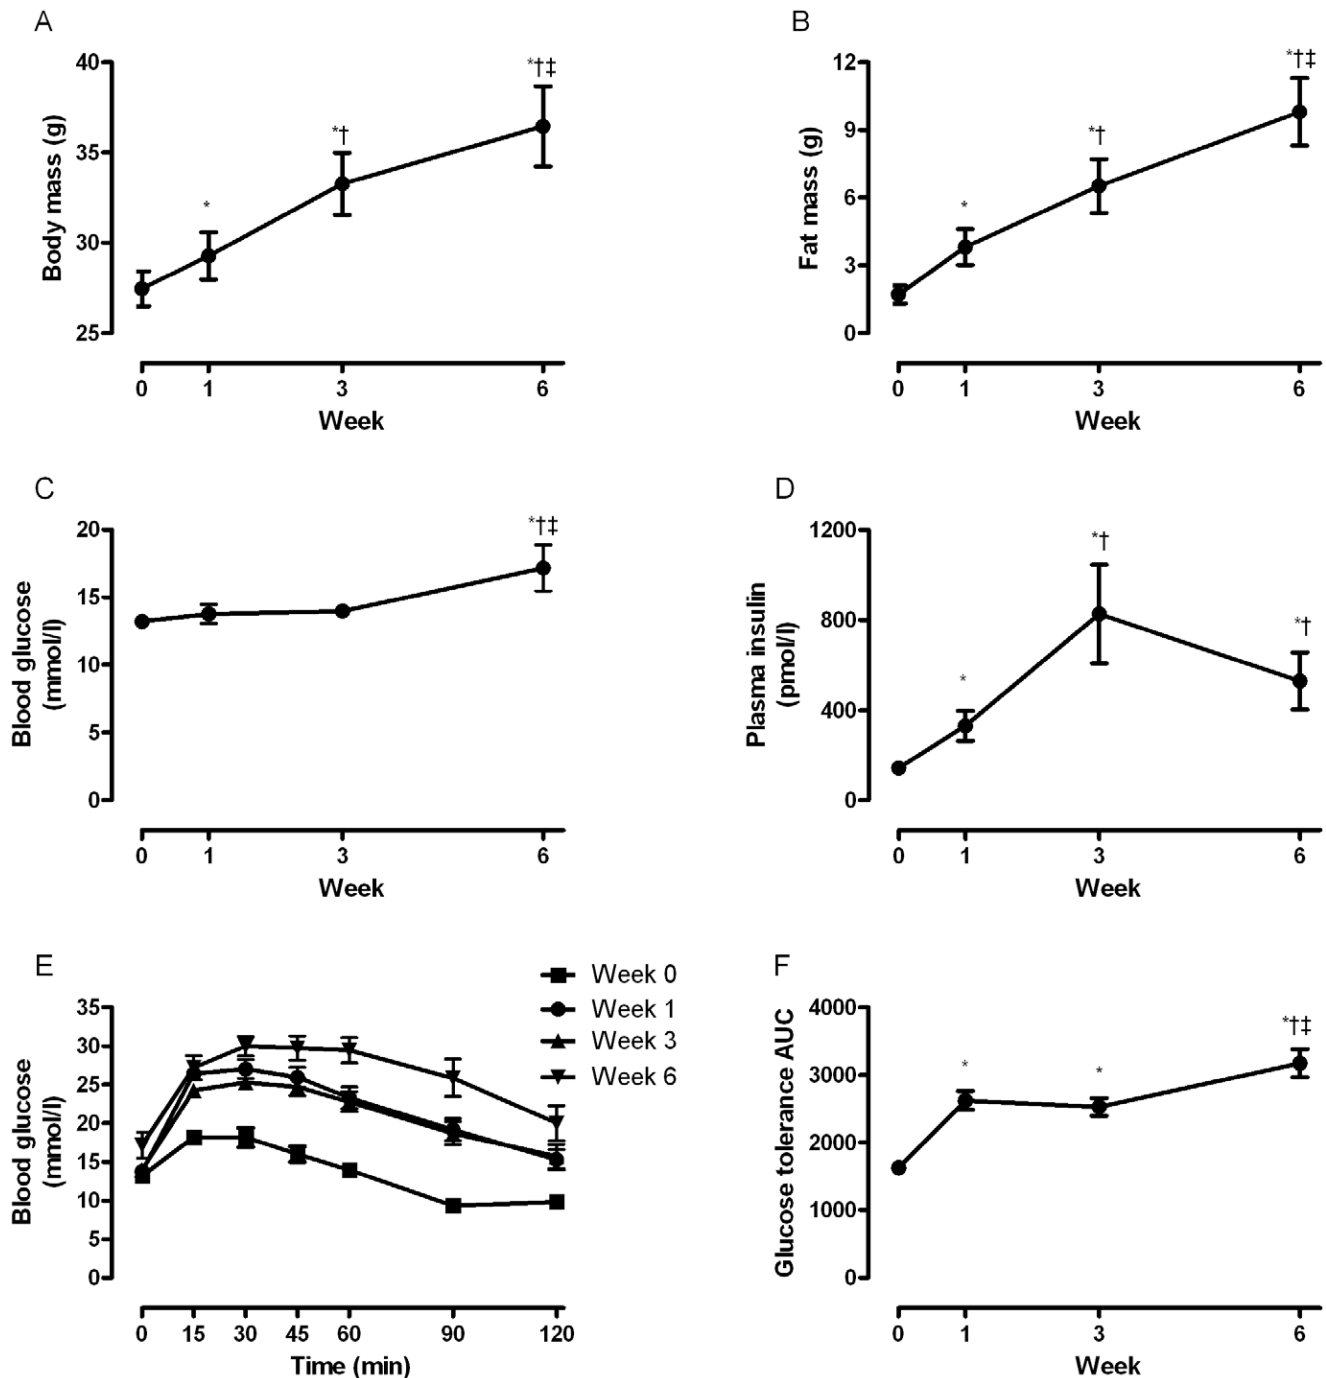 A
Body mass (g)
40
35
30
25
*
*†
*†‡
0 1 3 6
Week
B
Fat mass (g)
12
9
6
3
0
*
*†
*†‡
0 1 3 6
Week
C
Blood glucose
(mmol/l)
20
15
10
5
0
*†‡
0 1 3 6
Week
D
Plasma insulin
(pmol/l)
1200
800
400
0
*
*†
*†
0 1 3 6
Week
E
Week 0
Week 1
Week 3
Week 6
Blood glucose
(mmol/l)
35
30
25
20
15
10
5
0
0 15 30 45 60 90 120
Time (min)
F
Glucose tolerance AUC
4000
3000
2000
1000
0
*
*
*†‡
0 1 3 6
Week